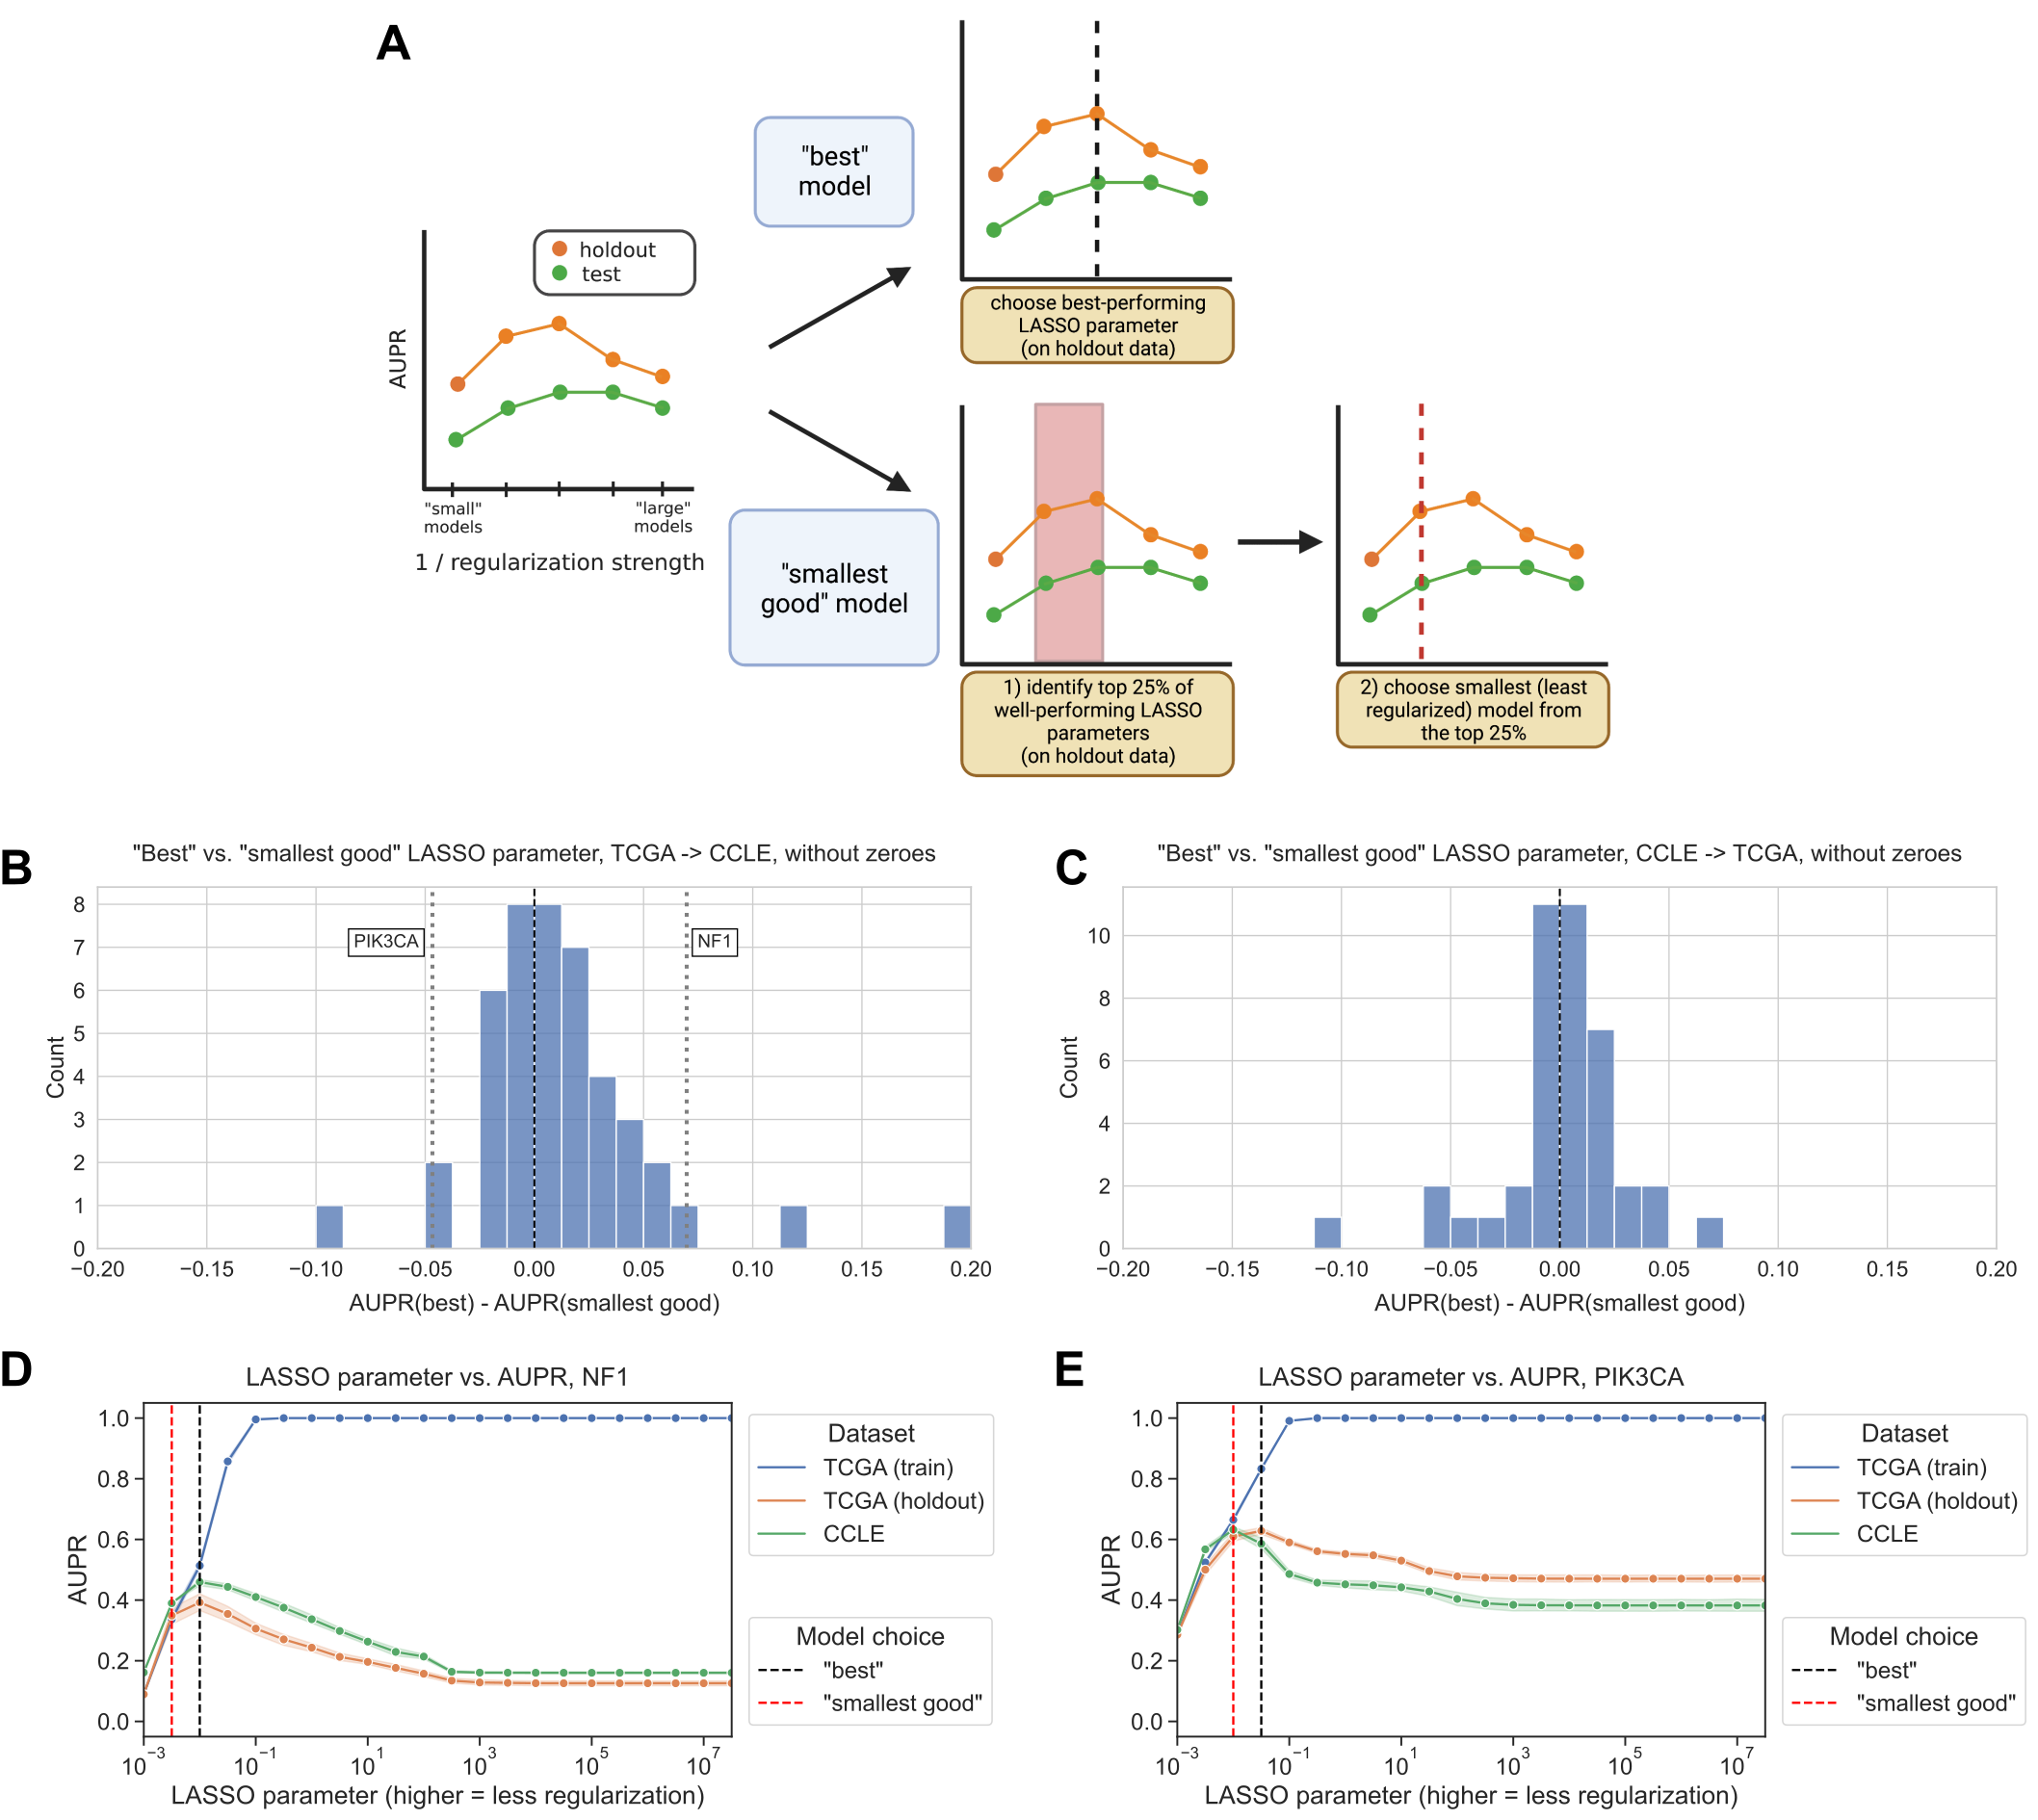 A
"best"
model
holdout
test
AUPR
"small"
models
"large"
models
1 / regularization strength
choose best-performing
LASSO parameter
(on holdout data)
"smallest
good" model
1) identify top 25% of
well-performing LASSO
parameters
(on holdout data)
2) choose smallest (least
regularized) model from
the top 25%
B
"Best" vs. "smallest good" LASSO parameter, TCGA -> CCLE, without zeroes
PIK3CA
NF1
Count
8
7
6
5
4
3
2
1
0
−0.20 −0.15 −0.10 −0.05 0.00 0.05 0.10 0.15 0.20
AUPR(best) - AUPR(smallest good)
C
"Best" vs. "smallest good" LASSO parameter, CCLE -> TCGA, without zeroes
Count
10
8
6
4
2
0
−0.20 −0.15 −0.10 −0.05 0.00 0.05 0.10 0.15 0.20
AUPR(best) - AUPR(smallest good)
D
LASSO parameter vs. AUPR, NF1
AUPR
1.0
0.8
0.6
0.4
0.2
0.0
10⁻³ 10⁻¹ 10¹ 10³ 10⁵ 10⁷
LASSO parameter (higher = less regularization)
Dataset
TCGA (train)
TCGA (holdout)
CCLE
Model choice
"best"
"smallest good"
E
LASSO parameter vs. AUPR, PIK3CA
AUPR
1.0
0.8
0.6
0.4
0.2
0.0
10⁻³ 10⁻¹ 10¹ 10³ 10⁵ 10⁷
LASSO parameter (higher = less regularization)
Dataset
TCGA (train)
TCGA (holdout)
CCLE
Model choice
"best"
"smallest good"